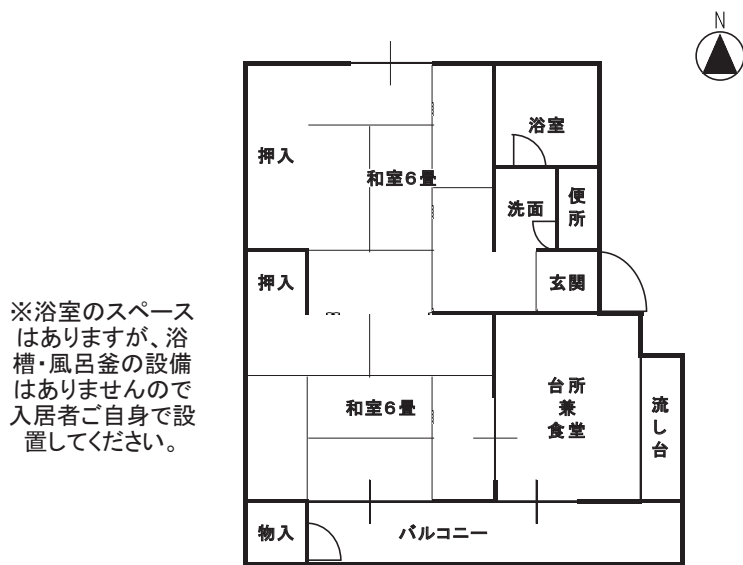 N
浴室
押入
和室6畳
洗面
便
所
押入
玄関
※浴室のスペース
はありますが、浴
槽・風呂釜の設備
はありませんので
入居者ご自身で設
置してください。
和室6畳
台所
兼
食堂
流
し
台
物入
バルコニー